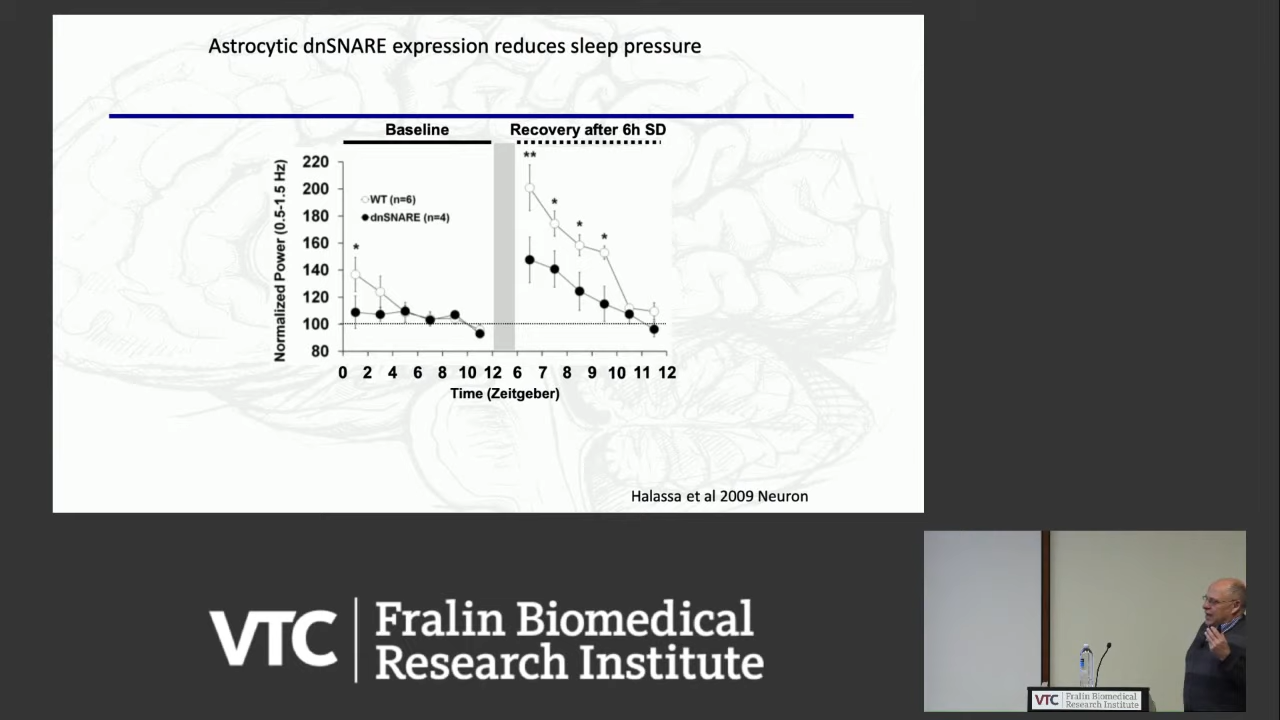 Astrocytic dnSNARE expression reduces sleep pressure
Baseline
Recovery after 6h SD
Normalized Power (0.5-1.5 Hz)
220
200
180
160
140
120
100
80
WT (n=6)
dnSNARE (n=4)
*
**
*
*
*
0 2 4 6 8 10 12 6 7 8 9 10 11 12
Time (Zeitgeber)
Halassa et al 2009 Neuron
VTC
Fralin Biomedical
Research Institute
VTC
Fralin Biomedical
Research Institute